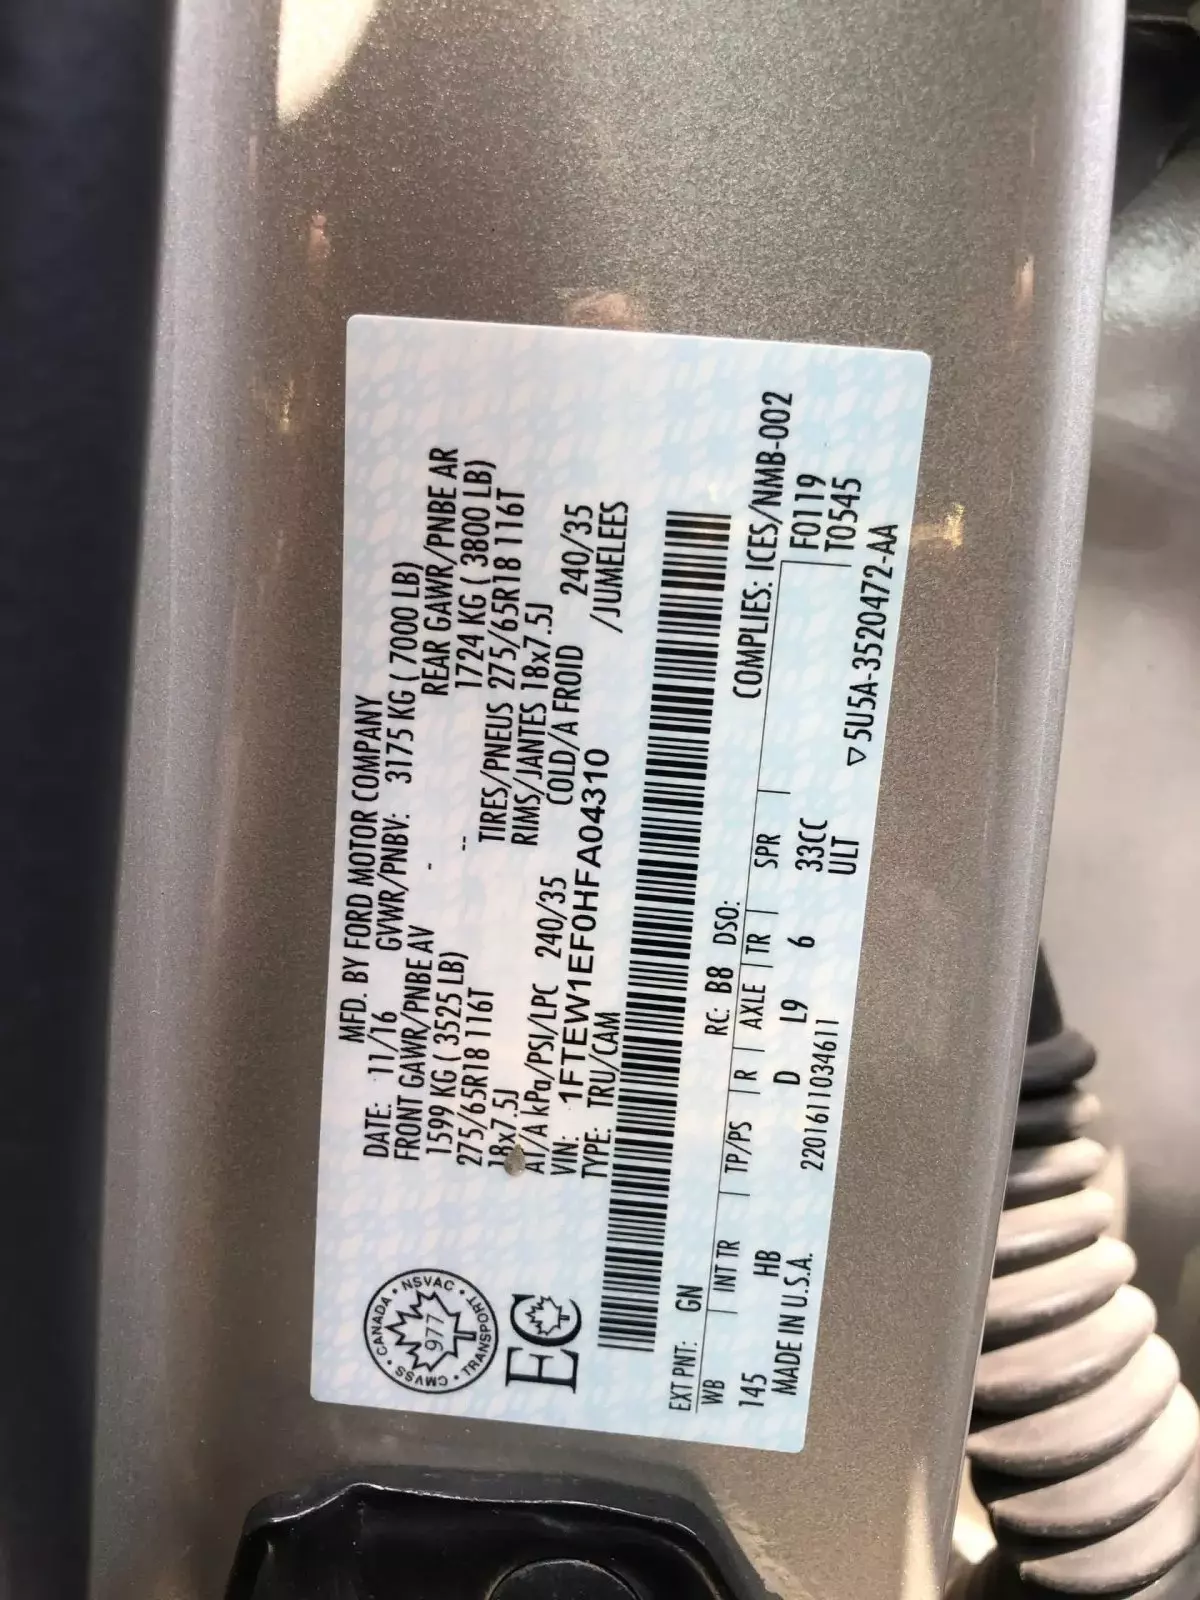 MFD. BY FORD MOTOR COMPANY
DATE: 11/16 GVWR/PNBV: 3175 KG ( 7000 LB)
FRONT GAWR/PNBE AV - REAR GAWR/PNBE AR
1599 KG ( 3525 LB) -- 1724 KG ( 3800 LB)
275/65R18 116T TIRES/PNEUS 275/65R18 116T
18x7.5J RIMS/JANTES 18x7.5J
AT/A kPa/PSI/LPC 240/35 COLD/A FROID 240/35
VIN: 1FTEW1EF0HFA04310 /JUMELEES
TYPE: TRU/CAM
CMVSS • CANADA • NSVAC • TRANSPORT •
977
EC
EXT PNT: GN RC: B8 DSO: COMPLIES: ICES/NMB-002
WB | INT TR | TP/PS | R | AXLE | TR | SPR | F0119
145 HB D L9 6 33CC T0545
MADE IN U.S.A. 2201611034611 ULT
▽5U5A-3520472-AA